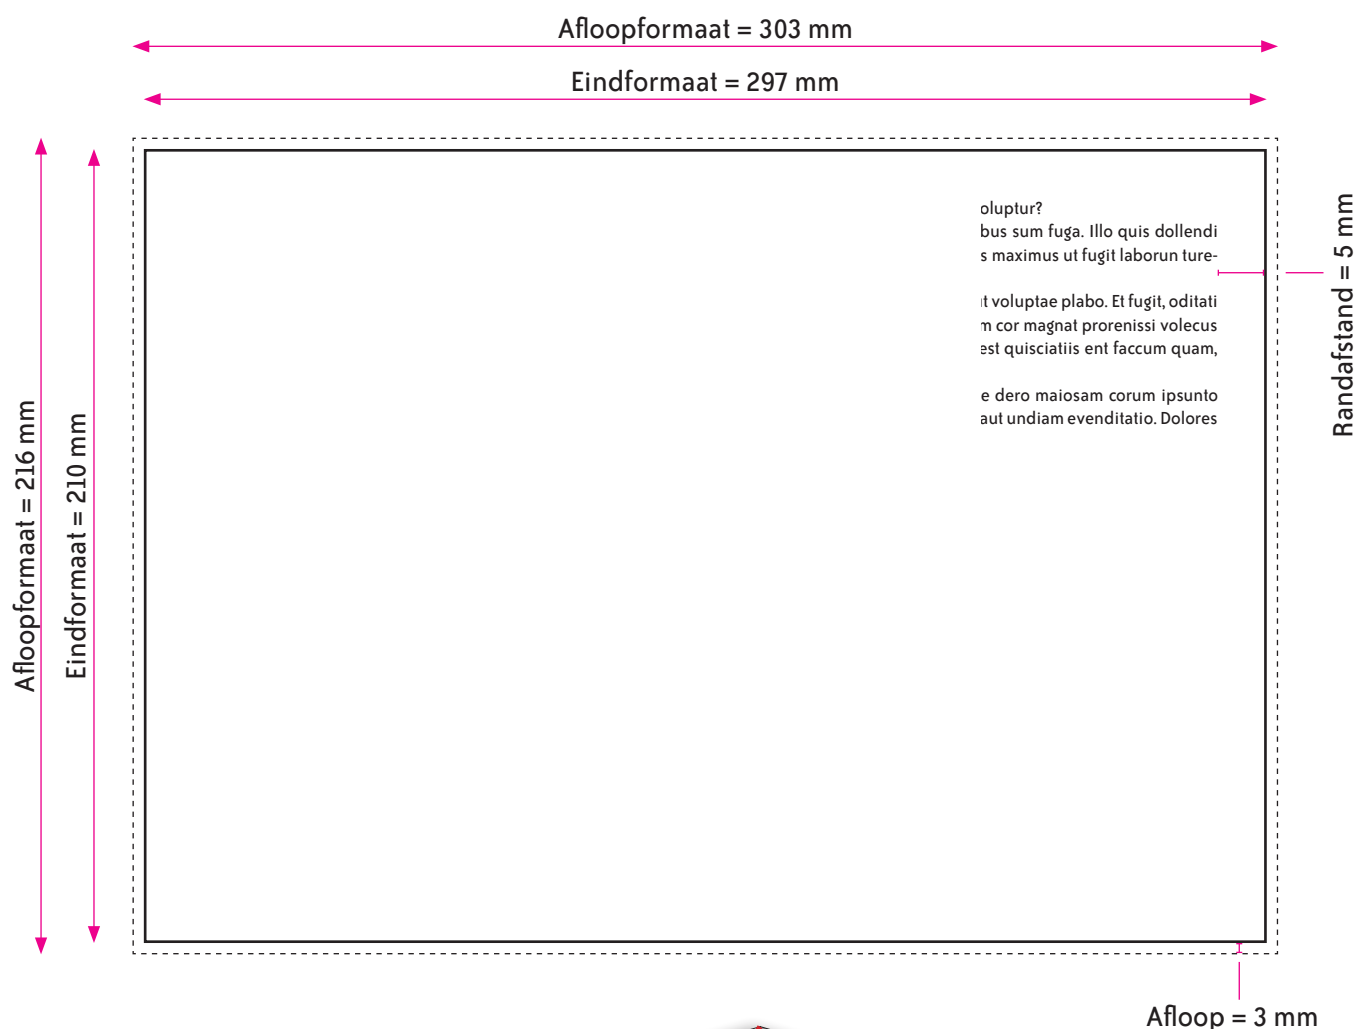 Afloopformaat = 303 mm
Eindformaat = 297 mm
Afloopformaat = 216 mm
Eindformaat = 210 mm
oluptur?
bus sum fuga. Illo quis dollendi
s maximus ut fugit laborun ture-
t voluptae plabo. Et fugit, oditati
m cor magnat prorenissi volecus
est quisciatiis ent faccum quam,
e dero maiosam corum ipsunto
aut undiam evenditatio. Dolores
Randafstand = 5 mm
Afloop = 3 mm